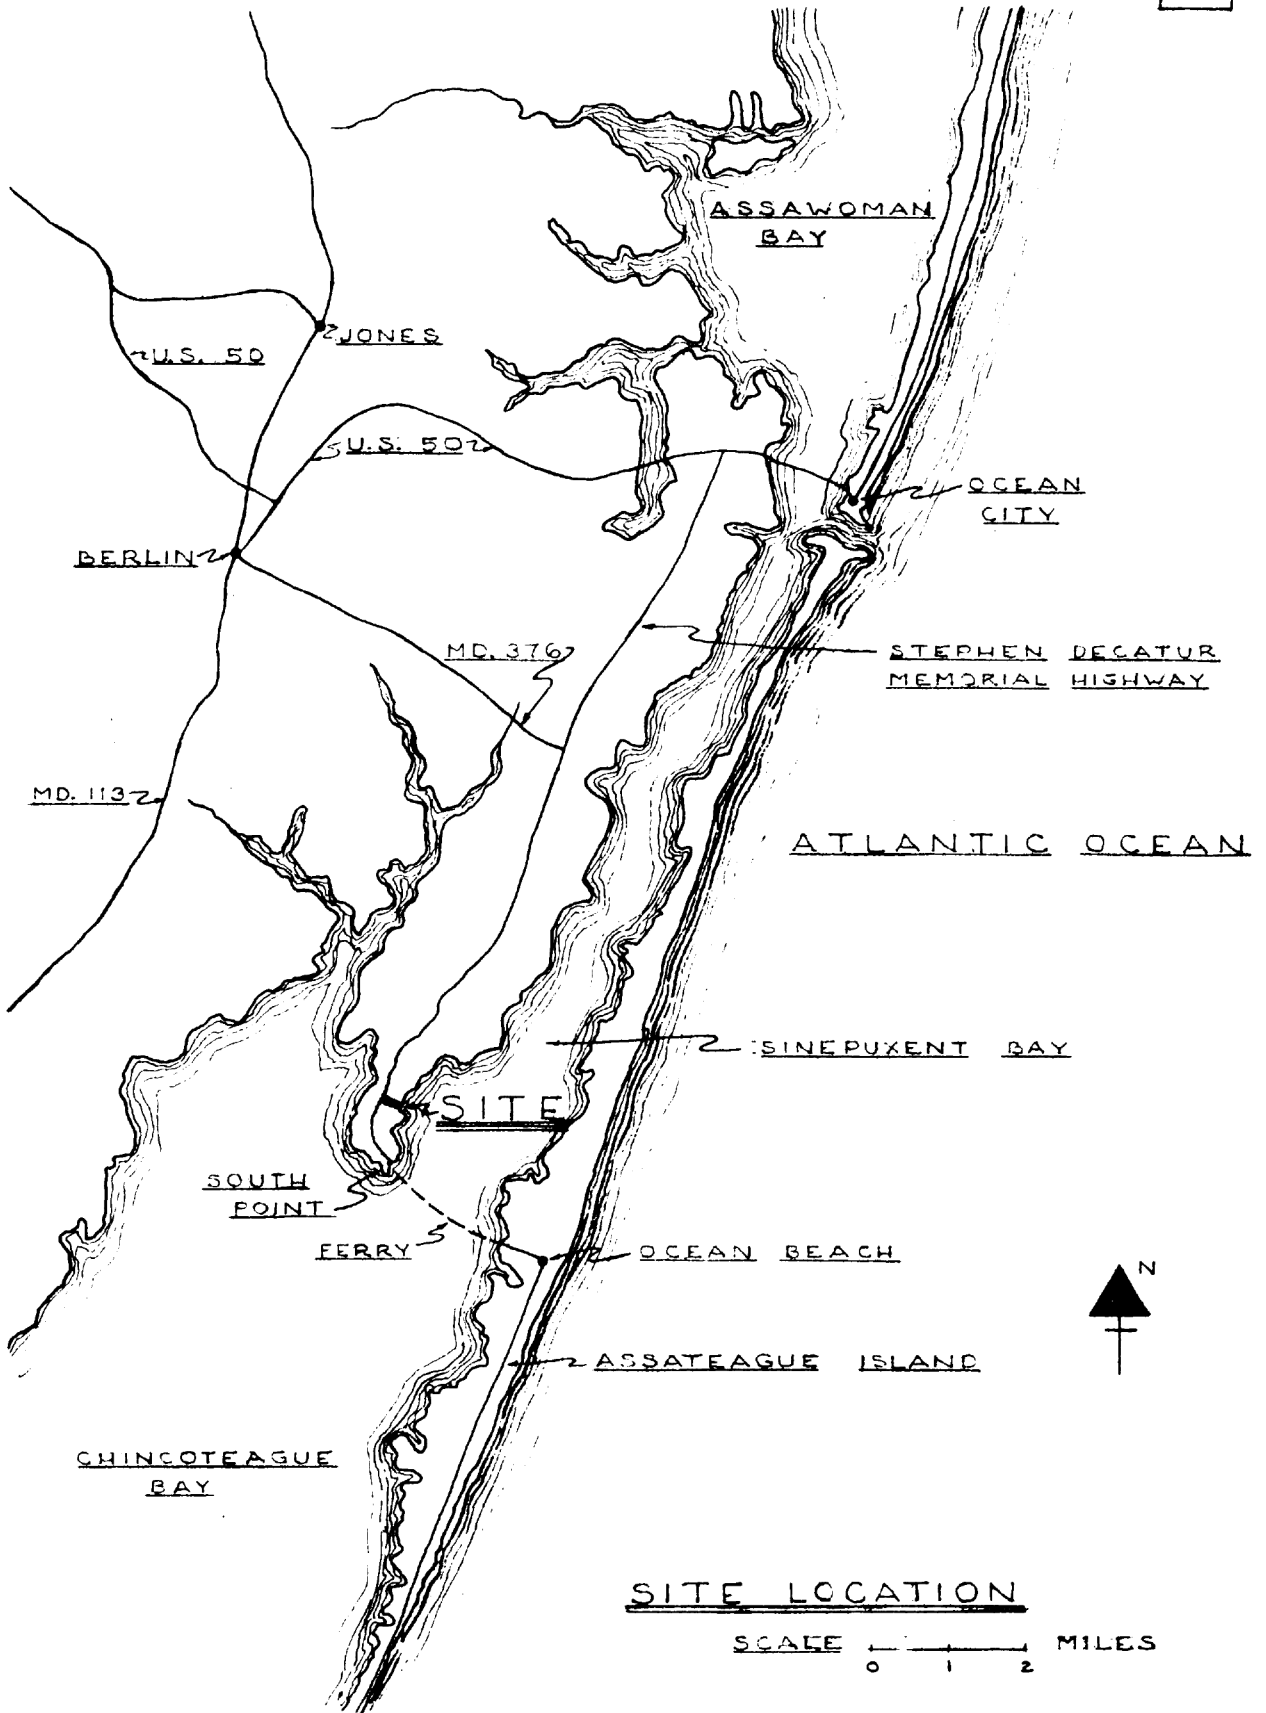 ASSAWOMAN
BAY
JONES
U.S. 50
U.S. 50
OCEAN
CITY
BERLIN
MD. 376
STEPHEN DECATUR
MEMORIAL HIGHWAY
MD. 113
ATLANTIC OCEAN
SINEPUXENT BAY
SITE
SOUTH
POINT
FERRY
OCEAN BEACH
N
ASSATEAGUE ISLAND
CHINCOTEAGUE
BAY
SITE LOCATION
SCALE MILES
0 1 2